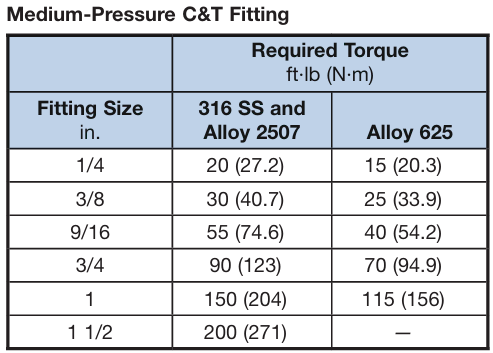 Medium-Pressure C&T Fitting
Required Torque
ft·lb (N·m)
Fitting Size
in.
316 SS and
Alloy 2507
Alloy 625
1/4 20 (27.2) 15 (20.3)
3/8 30 (40.7) 25 (33.9)
9/16 55 (74.6) 40 (54.2)
3/4 90 (123) 70 (94.9)
1 150 (204) 115 (156)
1 1/2 200 (271) —